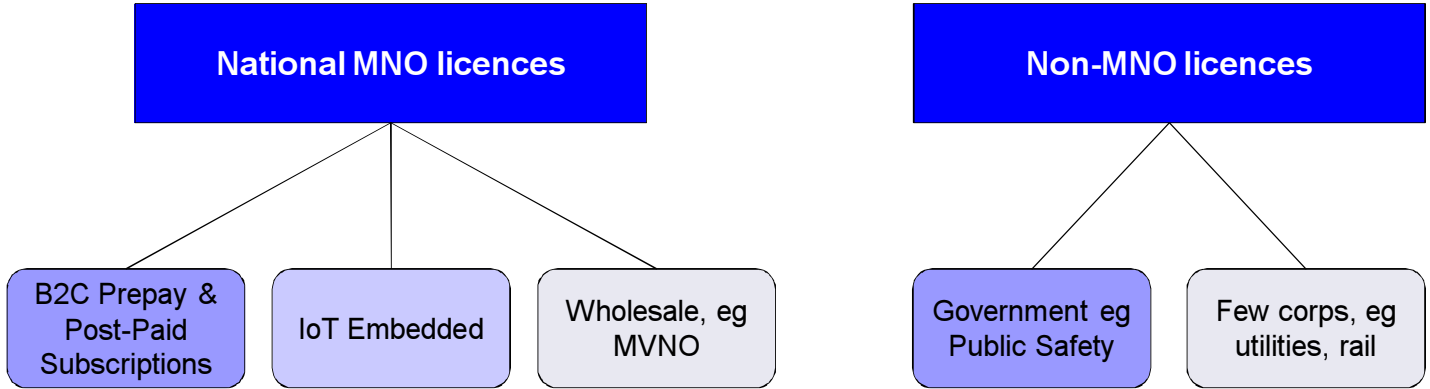 National MNO licences
Non-MNO licences
B2C Prepay &
Post-Paid
Subscriptions
IoT Embedded
Wholesale, eg
MVNO
Government eg
Public Safety
Few corps, eg
utilities, rail